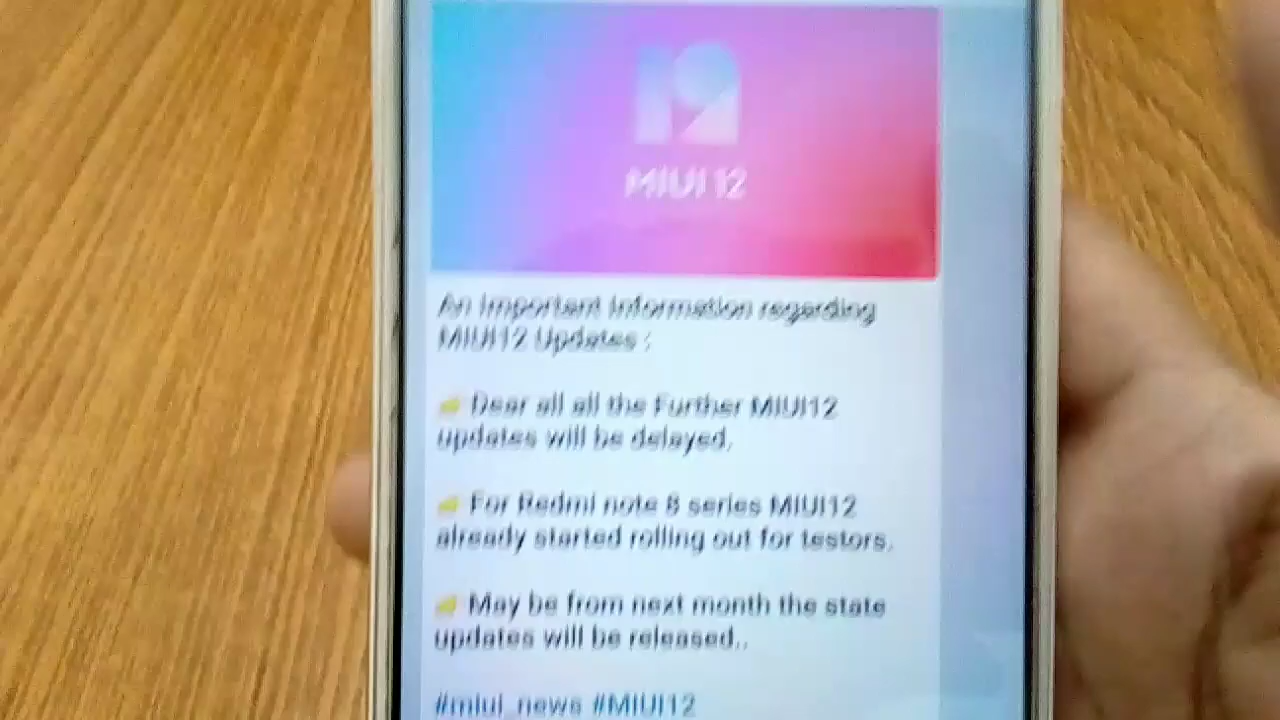 12
MIUI 12
An Important Information regarding
MIUI12 Updates :
Dear all all the Further MIUI12
updates will be delayed.
For Redmi note 8 series MIUI12
already started rolling out for testors.
May be from next month the state
updates will be released..
#miui_news #MIUI12